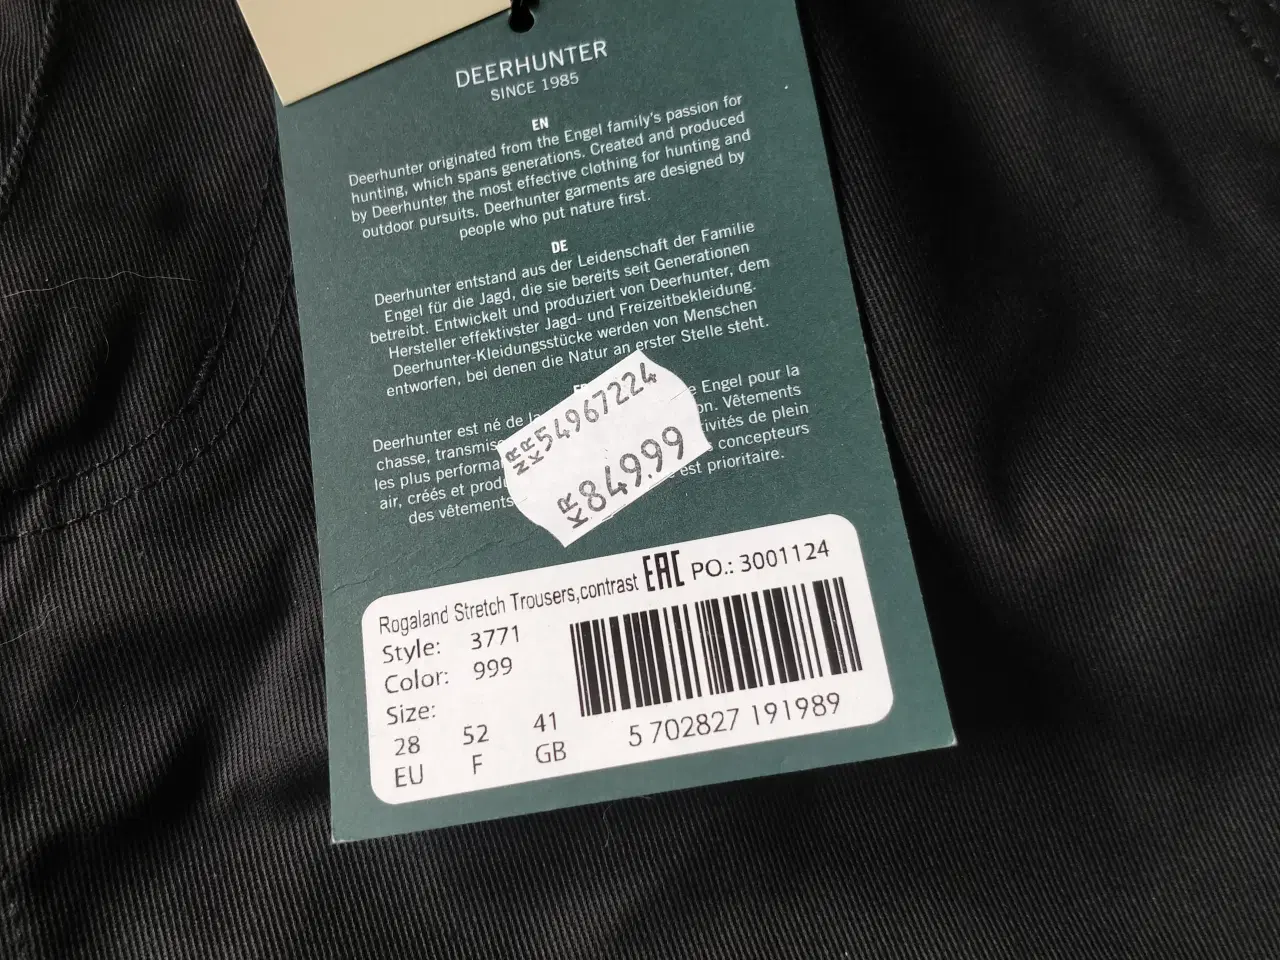 DEERHUNTER
SINCE 1985
EN
Deerhunter originated from the Engel family's passion for
hunting, which spans generations. Created and produced
by Deerhunter the most effective clothing for hunting and
outdoor pursuits. Deerhunter garments are designed by
people who put nature first.
DE
Deerhunter entstand aus der Leidenschaft der Familie
Engel für die Jagd, die sie bereits seit Generationen
betreibt. Entwickelt und produziert von Deerhunter, dem
Hersteller effektivster Jagd- und Freizeitbekleidung.
Deerhunter-Kleidungsstücke werden von Menschen
entworfen, bei denen die Natur an erster Stelle steht.
Deerhunter est né de la Engel pour la
chasse, Vêtements
les plus de plein
air, créés et concepteurs
des vêtements est prioritaire.
NR KK 54967224
KR 849.99
Rogaland Stretch Trousers,contrast EAC PO.: 3001124
Style: 3771
Color: 999
Size:
28 52 41
EU F GB
5 702827 191989